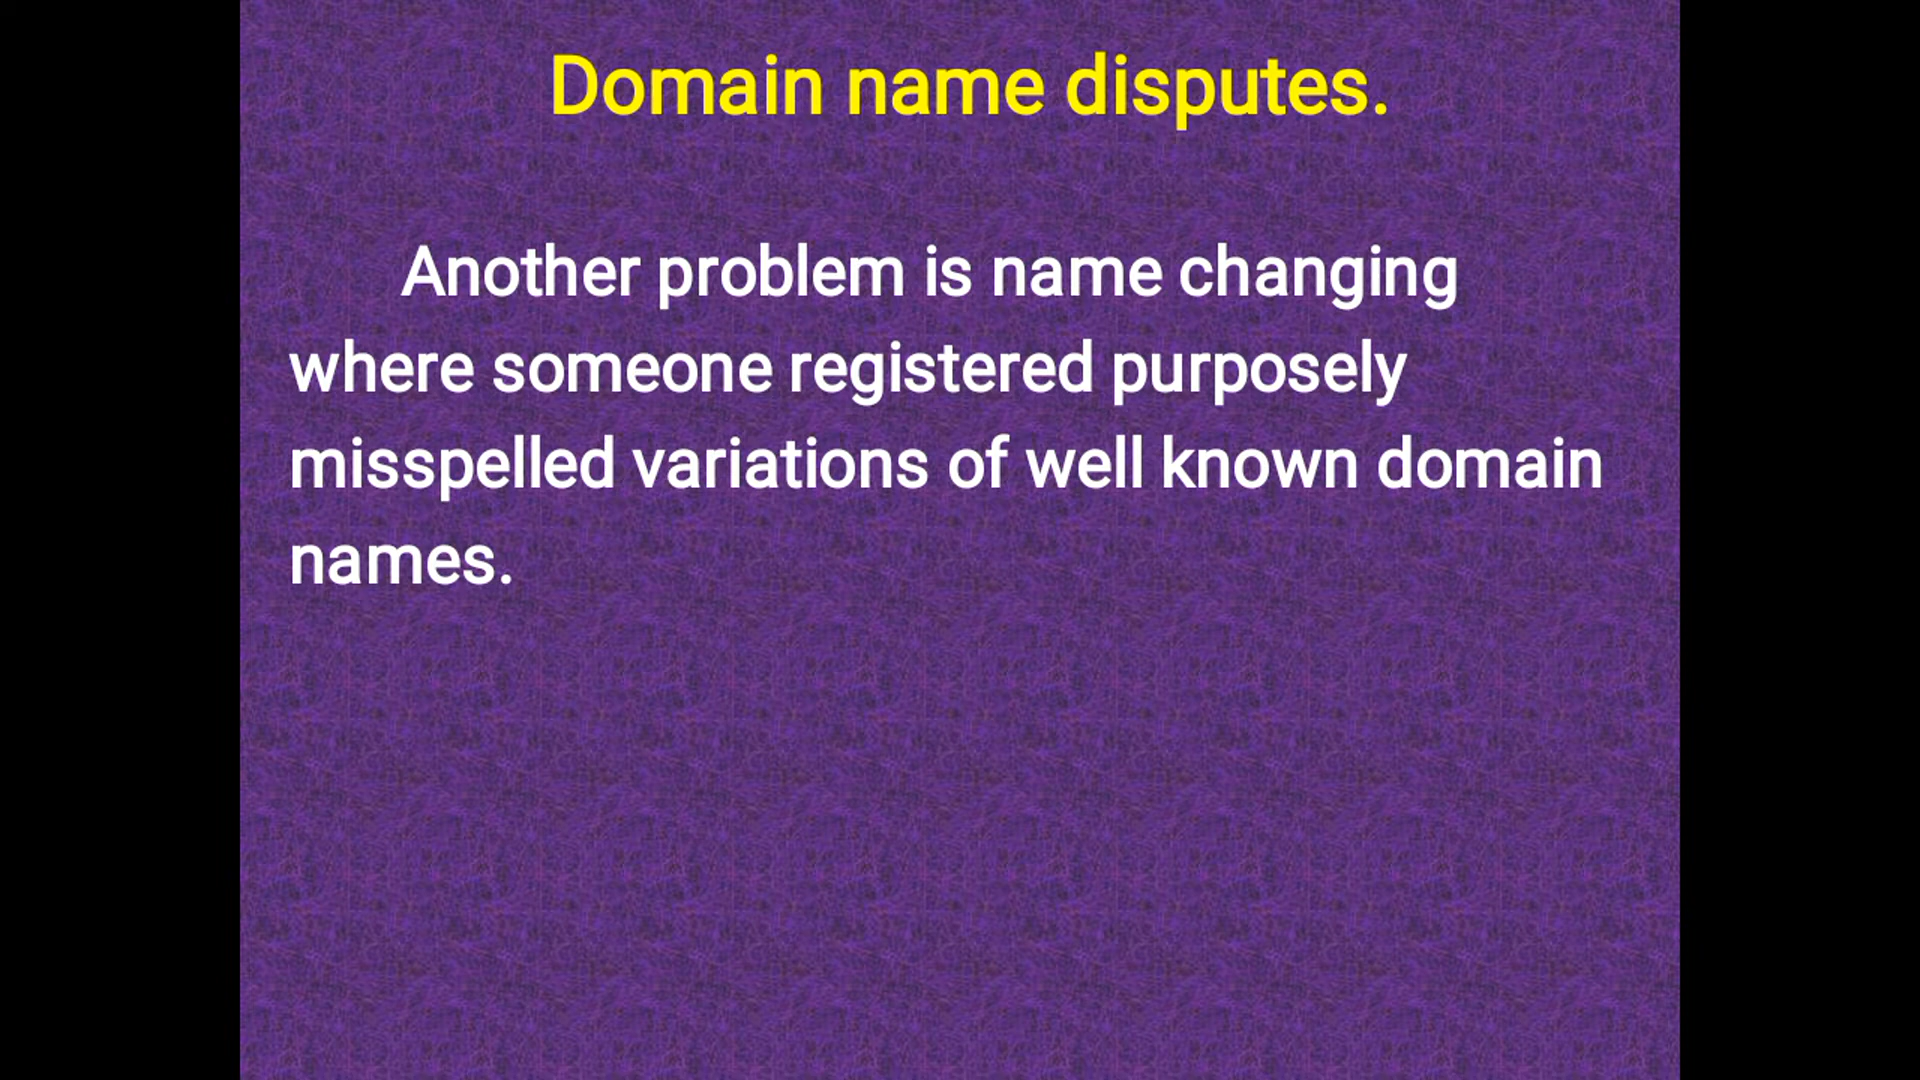 Domain name disputes.
Another problem is name changing
where someone registered purposely
misspelled variations of well known domain
names.